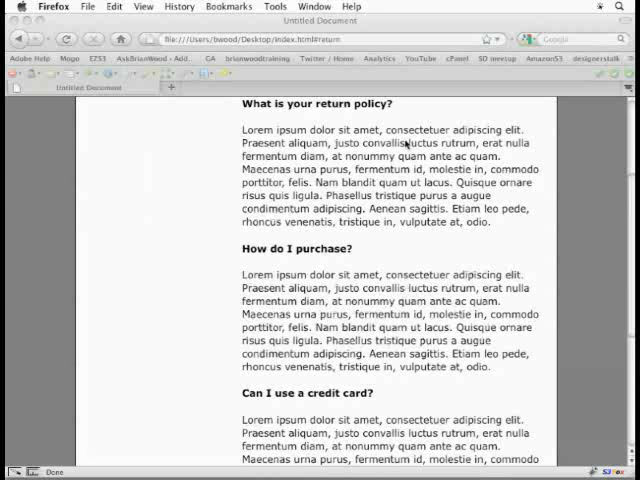 Firefox File Edit View History Bookmarks Tools Window Help
Untitled Document
file:///Users/bwood/Desktop/index.html#return
Google
Adobe Help Mogo EZS3 AskBrianWood - Add... GA brianwoodtraining Twitter / Home Analytics YouTube cPanel SD meetup AmazonS3 designerstalk
Untitled Document
What is your return policy?
Lorem ipsum dolor sit amet, consectetuer adipiscing elit.
Praesent aliquam, justo convallis luctus rutrum, erat nulla
fermentum diam, at nonummy quam ante ac quam.
Maecenas urna purus, fermentum id, molestie in, commodo
porttitor, felis. Nam blandit quam ut lacus. Quisque ornare
risus quis ligula. Phasellus tristique purus a augue
condimentum adipiscing. Aenean sagittis. Etiam leo pede,
rhoncus venenatis, tristique in, vulputate at, odio.
How do I purchase?
Lorem ipsum dolor sit amet, consectetuer adipiscing elit.
Praesent aliquam, justo convallis luctus rutrum, erat nulla
fermentum diam, at nonummy quam ante ac quam.
Maecenas urna purus, fermentum id, molestie in, commodo
porttitor, felis. Nam blandit quam ut lacus. Quisque ornare
risus quis ligula. Phasellus tristique purus a augue
condimentum adipiscing. Aenean sagittis. Etiam leo pede,
rhoncus venenatis, tristique in, vulputate at, odio.
Can I use a credit card?
Lorem ipsum dolor sit amet, consectetuer adipiscing elit.
Praesent aliquam, justo convallis luctus rutrum, erat nulla
fermentum diam, at nonummy quam ante ac quam.
Maecenas urna purus, fermentum id, molestie in, commodo
Done S3Fox